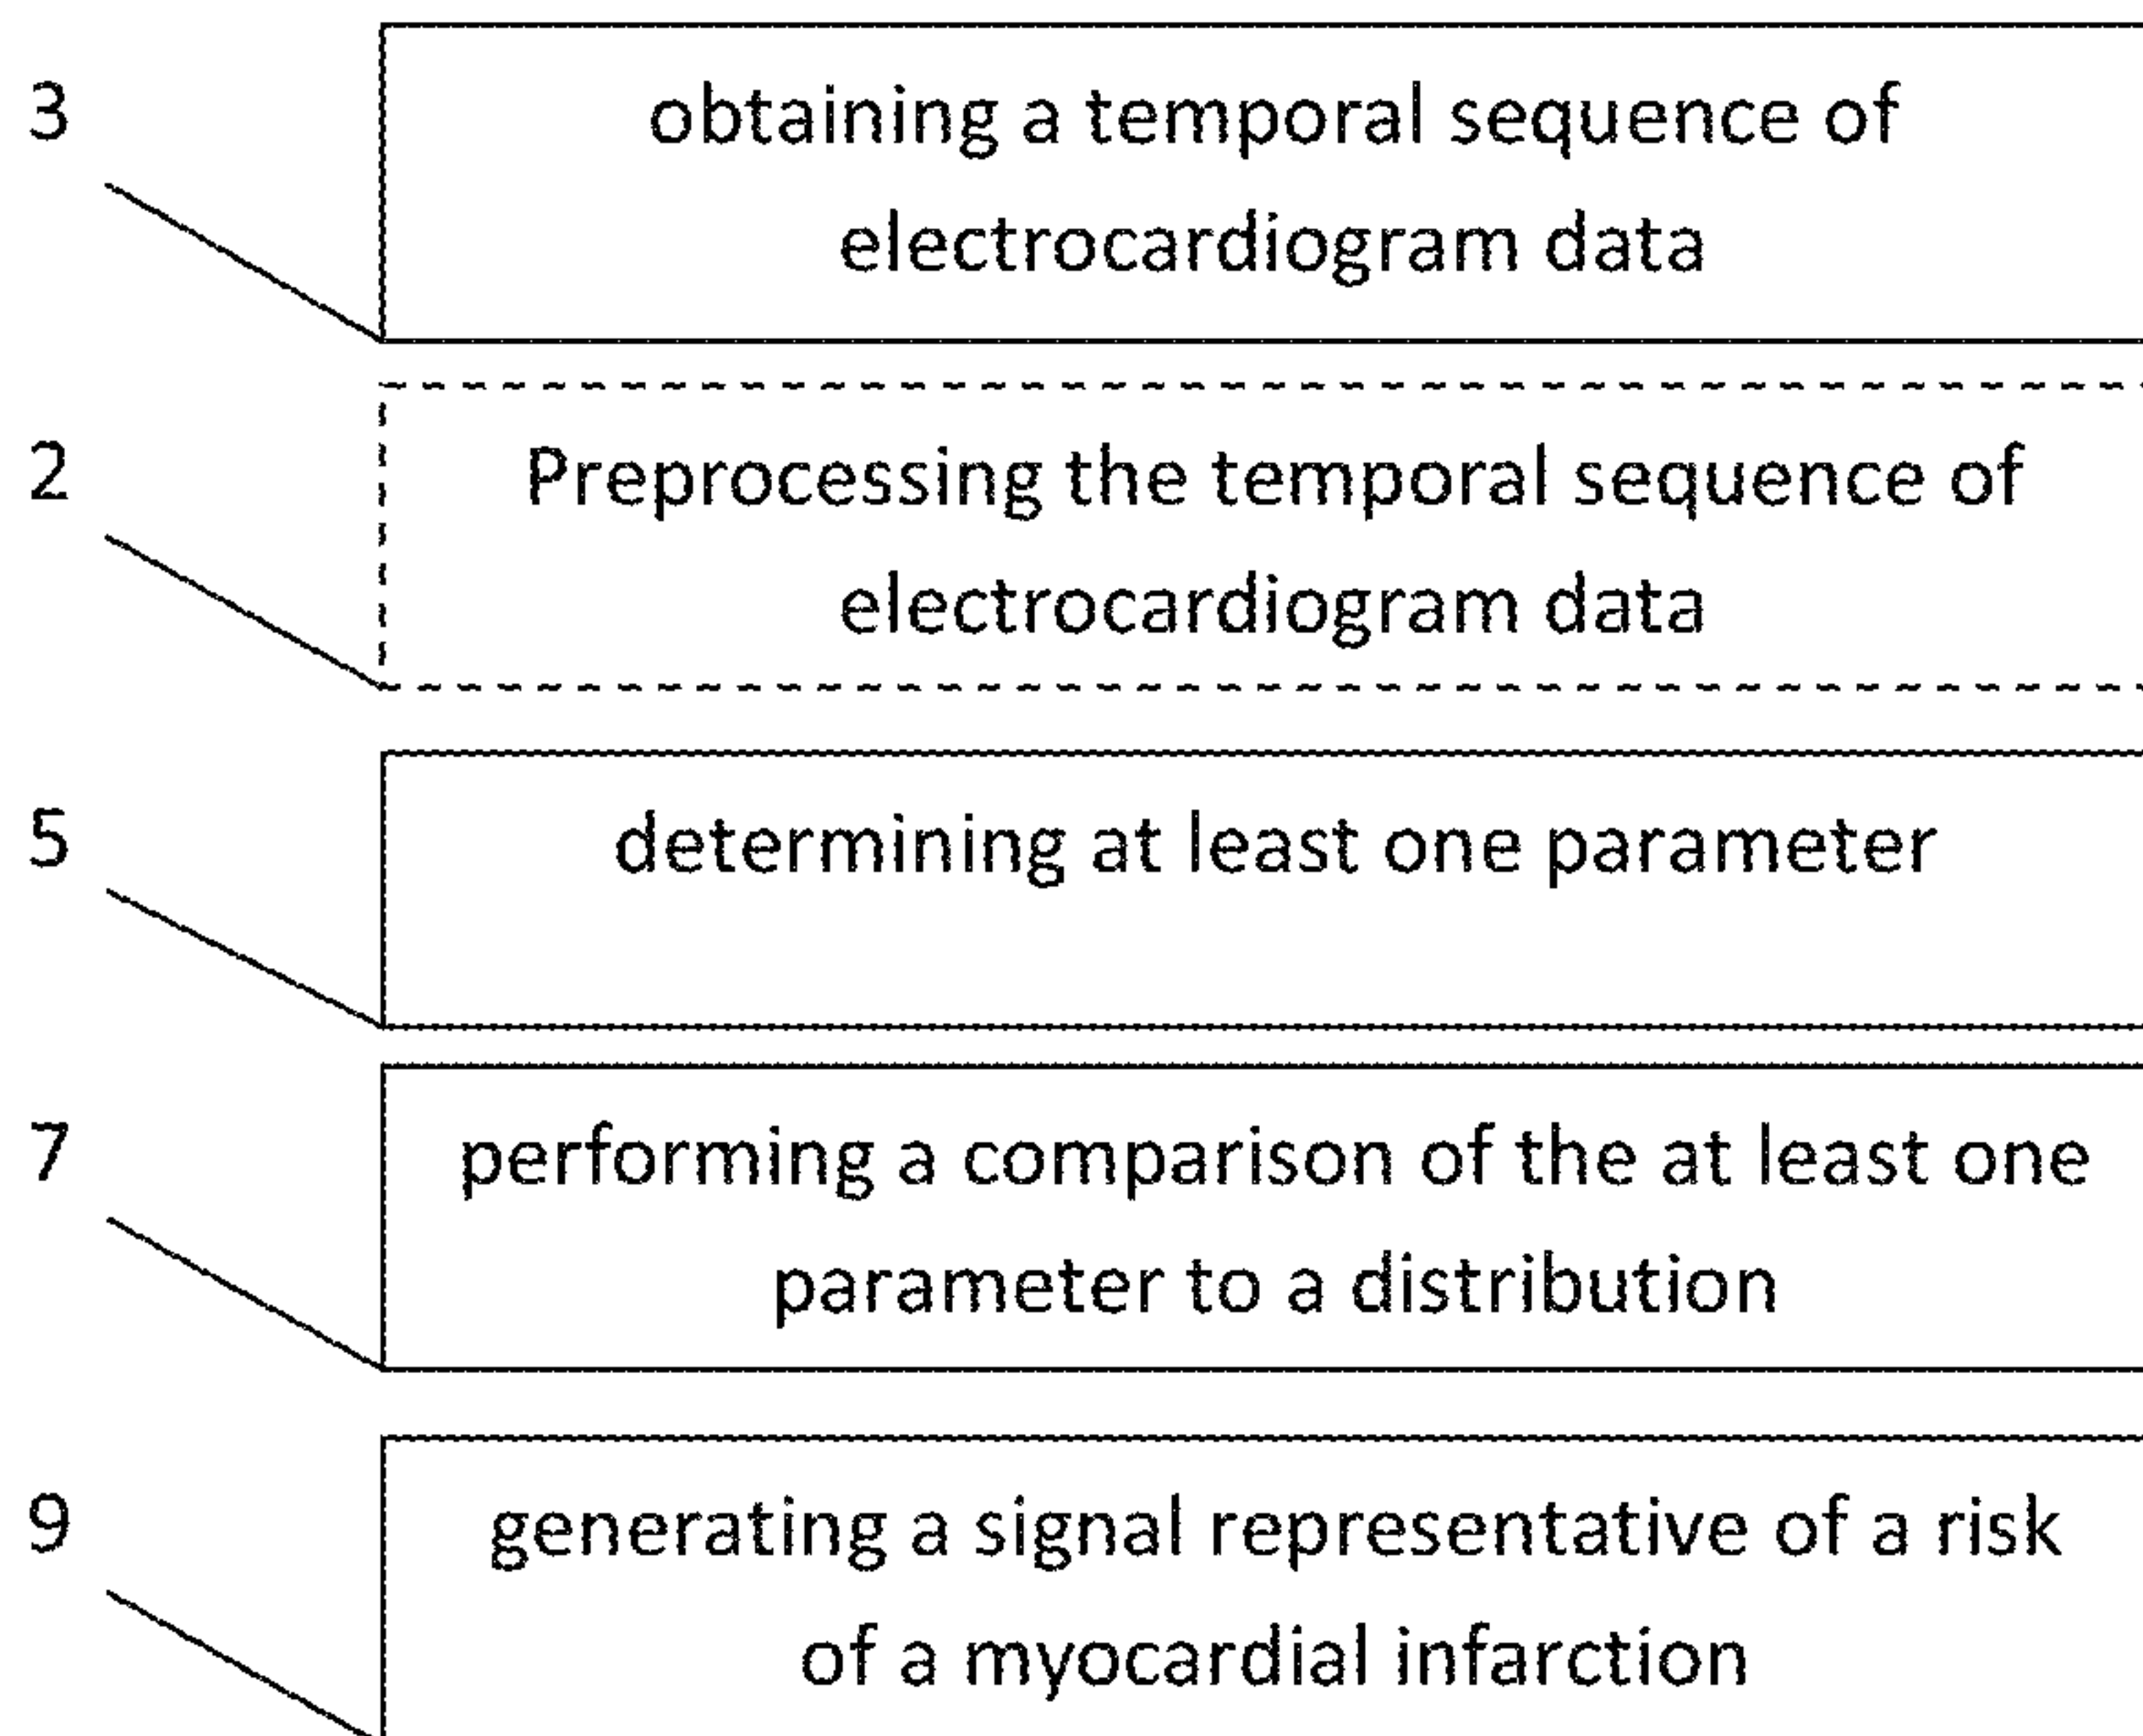 3
obtaining a temporal sequence of
electrocardiogram data
2
Preprocessing the temporal sequence of
electrocardiogram data
5
determining at least one parameter
7
performing a comparison of the at least one
parameter to a distribution
9
generating a signal representative of a risk
of a myocardial infarction